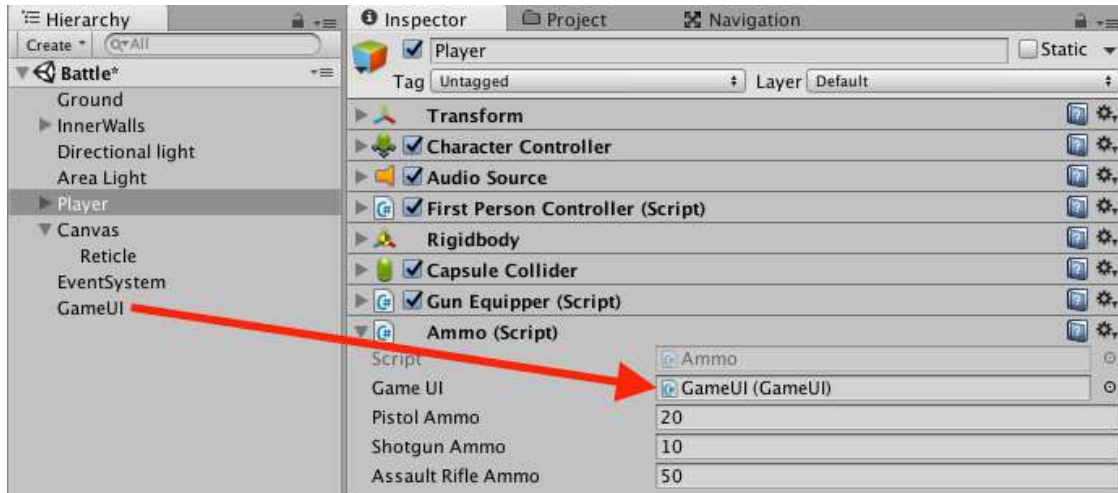 Hierarchy
Create
All
Battle*
Ground
InnerWalls
Directional light
Area Light
Player
Canvas
Reticle
EventSystem
GameUI
Inspector
Project
Navigation
Player
Static
Tag Untagged
Layer Default
Transform
Character Controller
Audio Source
First Person Controller (Script)
Rigidbody
Capsule Collider
Gun Equipper (Script)
Ammo (Script)
Script
Ammo
Game UI
GameUI (GameUI)
Pistol Ammo
20
Shotgun Ammo
10
Assault Rifle Ammo
50